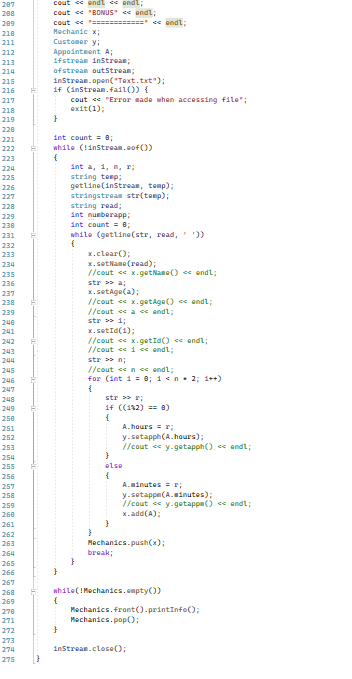 207 cout << endl << endl;
208 cout << "BONUS" << endl;
209 cout << "============" << endl;
210 Mechanic x;
211 Customer y;
212 Appointment A;
213 ifstream inStream;
214 ofstream outStream;
215 inStream.open("Text.txt");
216 if (inStream.fail()) {
217 cout << "Error made when accessing file";
218 exit(1);
219 }
220
221 int count = 0;
222 while (!inStream.eof())
223 {
224 int a, i, n, r;
225 string temp;
226 getline(inStream, temp);
227 stringstream str(temp);
228 string read;
229 int numberapp;
230 int count = 0;
231 while (getline(str, read, ' '))
232 {
233 x.clear();
234 x.setName(read);
235 //cout << x.getName() << endl;
236 str >> a;
237 x.setAge(a);
238 //cout << x.getAge() << endl;
239 //cout << a << endl;
240 str >> i;
241 x.setId(i);
242 //cout << x.getId() << endl;
243 //cout << i << endl;
244 str >> n;
245 //cout << n << endl;
246 for (int i = 0; i < n * 2; i++)
247 {
248 str >> r;
249 if ((i%2) == 0)
250 {
251 A.hours = r;
252 y.setapph(A.hours);
253 //cout << y.getapph() << endl;
254 }
255 else
256 {
257 A.minutes = r;
258 y.setappm(A.minutes);
259 //cout << y.getappm() << endl;
260 x.add(A);
261 }
262 }
263 Mechanics.push(x);
264 break;
265 }
266 }
267
268 while(!Mechanics.empty())
269 {
270 Mechanics.front().printInfo();
271 Mechanics.pop();
272 }
273
274 inStream.close();
275 }